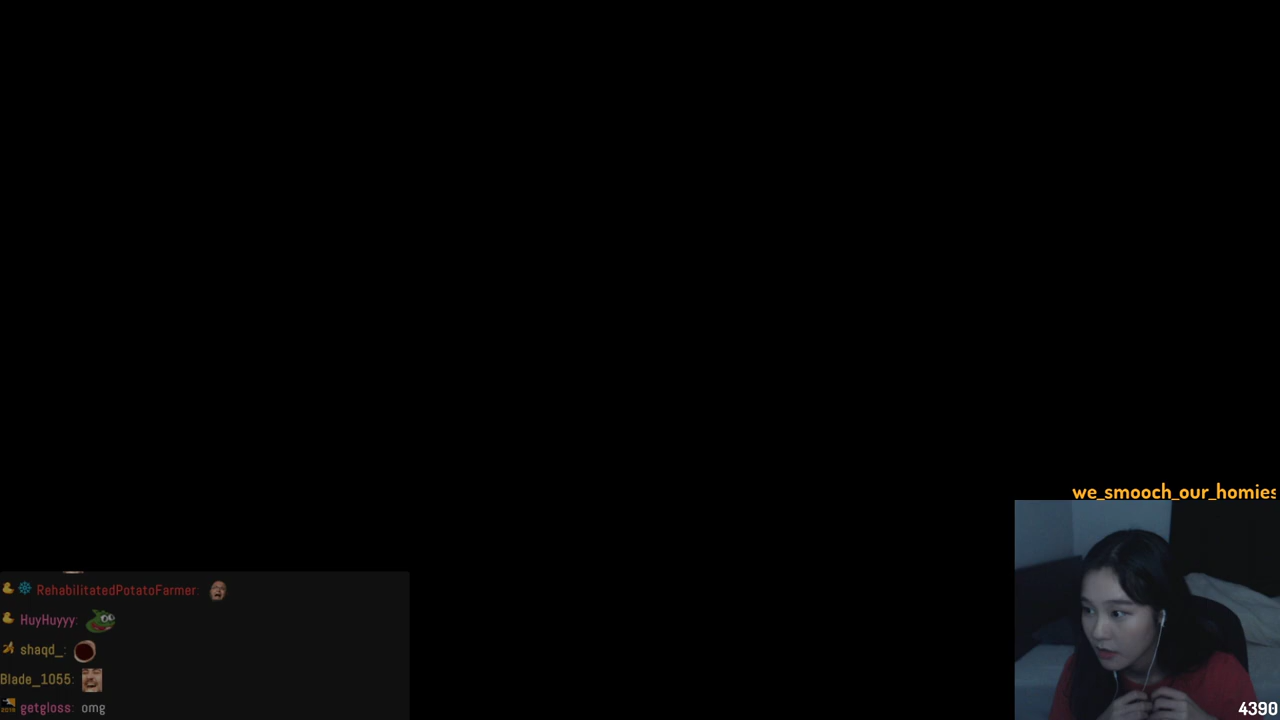 we_smooch_our_homies
RehabilitatedPotatoFarmer:
HuyHuyyy:
shaqd_:
Blade_1055:
getgloss: omg
4390